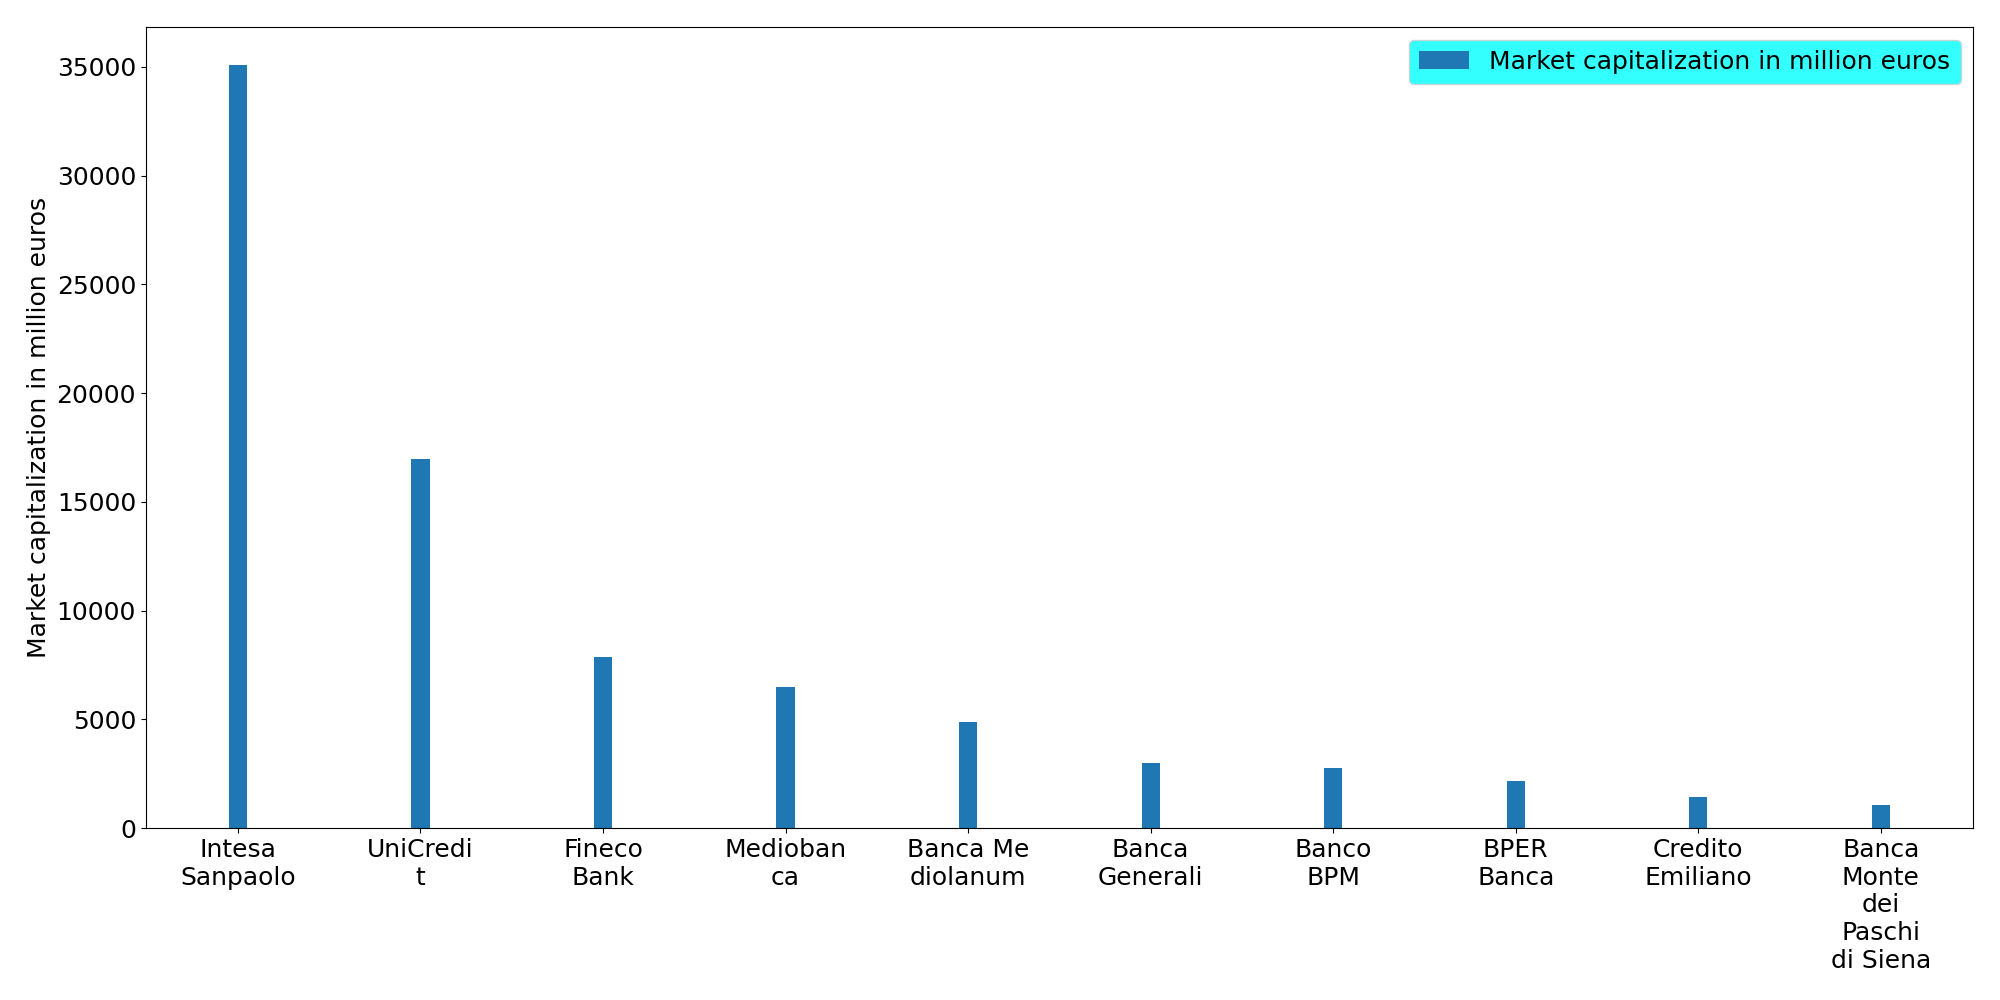 Market capitalization in million euros
Market capitalization in million euros
35000
30000
25000
20000
15000
10000
5000
0
Intesa
Sanpaolo
UniCredi
t
Fineco
Bank
Medioban
ca
Banca Me
diolanum
Banca
Generali
Banco
BPM
BPER
Banca
Credito
Emiliano
Banca
Monte
dei
Paschi
di Siena